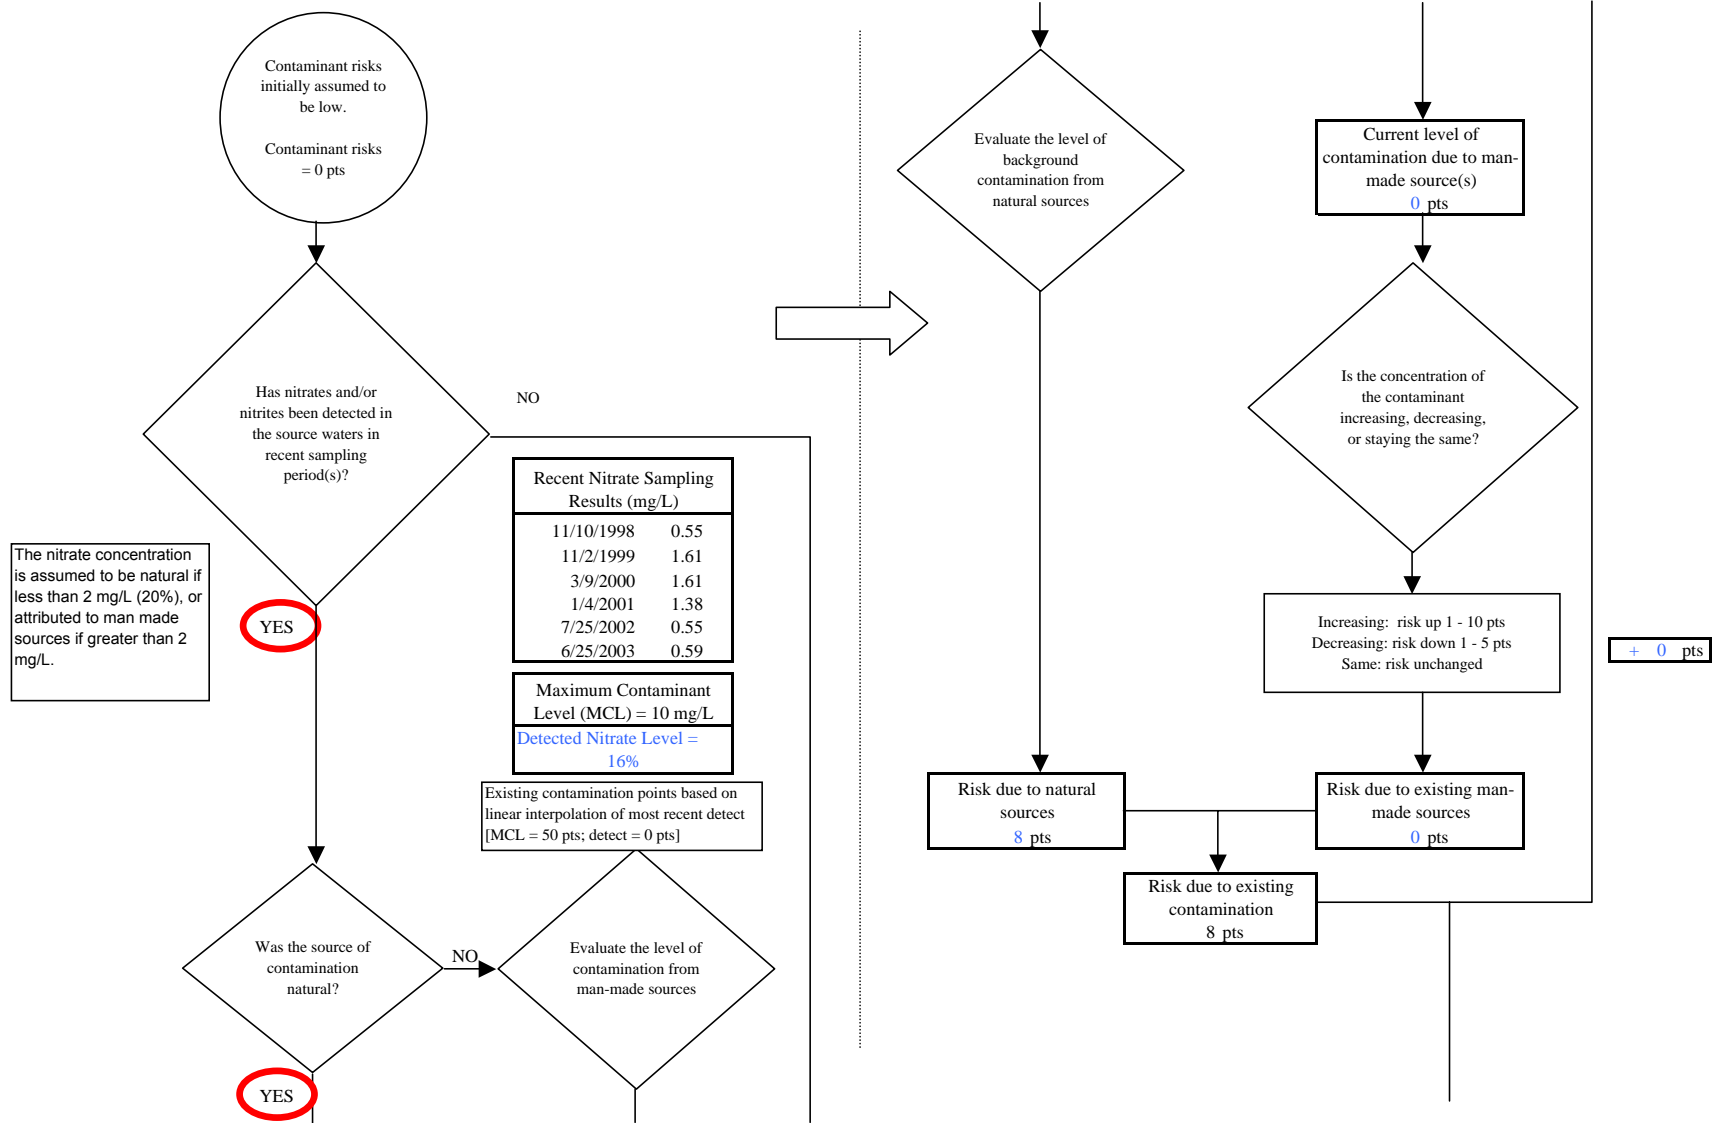 Contaminant risks
initially assumed to
be low.
Contaminant risks
= 0 pts
Has nitrates and/or
nitrites been detected in
the source waters in
recent sampling
period(s)?
NO
YES
The nitrate concentration
is assumed to be natural if
less than 2 mg/L (20%), or
attributed to man made
sources if greater than 2
mg/L.
Recent Nitrate Sampling
Results (mg/L)
11/10/1998 0.55
11/2/1999 1.61
3/9/2000 1.61
1/4/2001 1.38
7/25/2002 0.55
6/25/2003 0.59
Maximum Contaminant
Level (MCL) = 10 mg/L
Detected Nitrate Level =
16%
Existing contamination points based on
linear interpolation of most recent detect
[MCL = 50 pts; detect = 0 pts]
Was the source of
contamination
natural?
NO
YES
Evaluate the level of
contamination from
man-made sources
Evaluate the level of
background
contamination from
natural sources
Current level of
contamination due to man-
made source(s)
0 pts
Is the concentration of
the contaminant
increasing, decreasing,
or staying the same?
Increasing: risk up 1 - 10 pts
Decreasing: risk down 1 - 5 pts
Same: risk unchanged
+ 0 pts
Risk due to natural
sources
8 pts
Risk due to existing man-
made sources
0 pts
Risk due to existing
contamination
8 pts